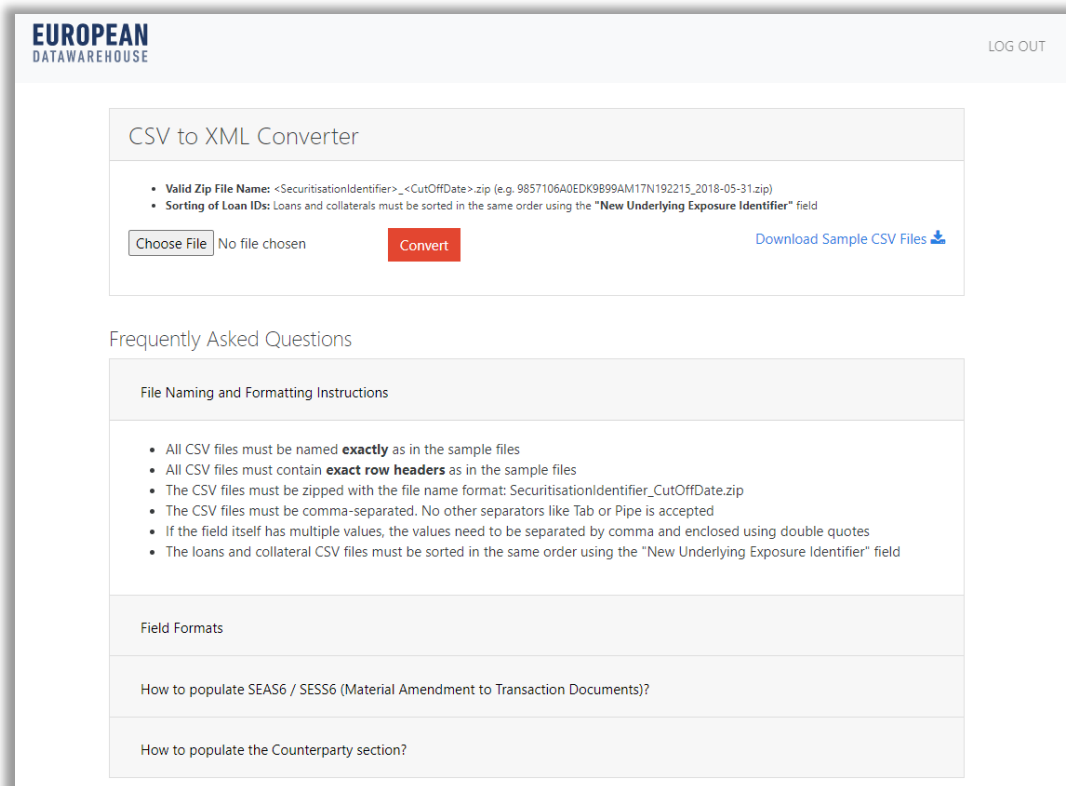 EUROPEAN
DATAWAREHOUSE
LOG OUT
CSV to XML Converter
Valid Zip File Name: <SecuritisationIdentifier>_<CutOffDate>.zip (e.g. 9857106A0EDK9B99AM17N192215_2018-05-31.zip)
Sorting of Loan IDs: Loans and collaterals must be sorted in the same order using the "New Underlying Exposure Identifier" field
Choose File No file chosen
Convert
Download Sample CSV Files
Frequently Asked Questions
File Naming and Formatting Instructions
All CSV files must be named exactly as in the sample files
All CSV files must contain exact row headers as in the sample files
The CSV files must be zipped with the file name format: SecuritisationIdentifier_CutOffDate.zip
The CSV files must be comma-separated. No other separators like Tab or Pipe is accepted
If the field itself has multiple values, the values need to be separated by comma and enclosed using double quotes
The loans and collateral CSV files must be sorted in the same order using the "New Underlying Exposure Identifier" field
Field Formats
How to populate SEAS6 / SESS6 (Material Amendment to Transaction Documents)?
How to populate the Counterparty section?